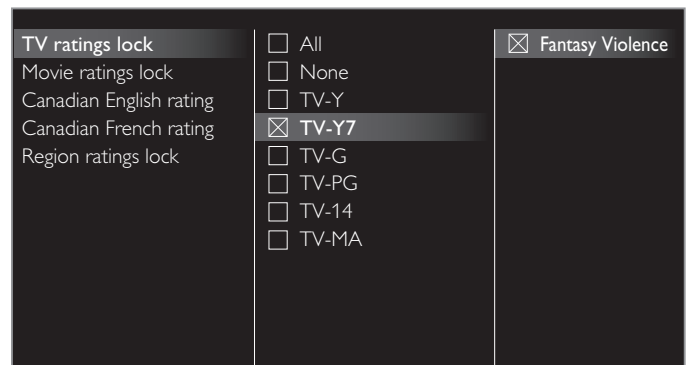 TV ratings lock
Movie ratings lock
Canadian English rating
Canadian French rating
Region ratings lock
All
None
TV-Y
TV-Y7
TV-G
TV-PG
TV-14
TV-MA
Fantasy Violence